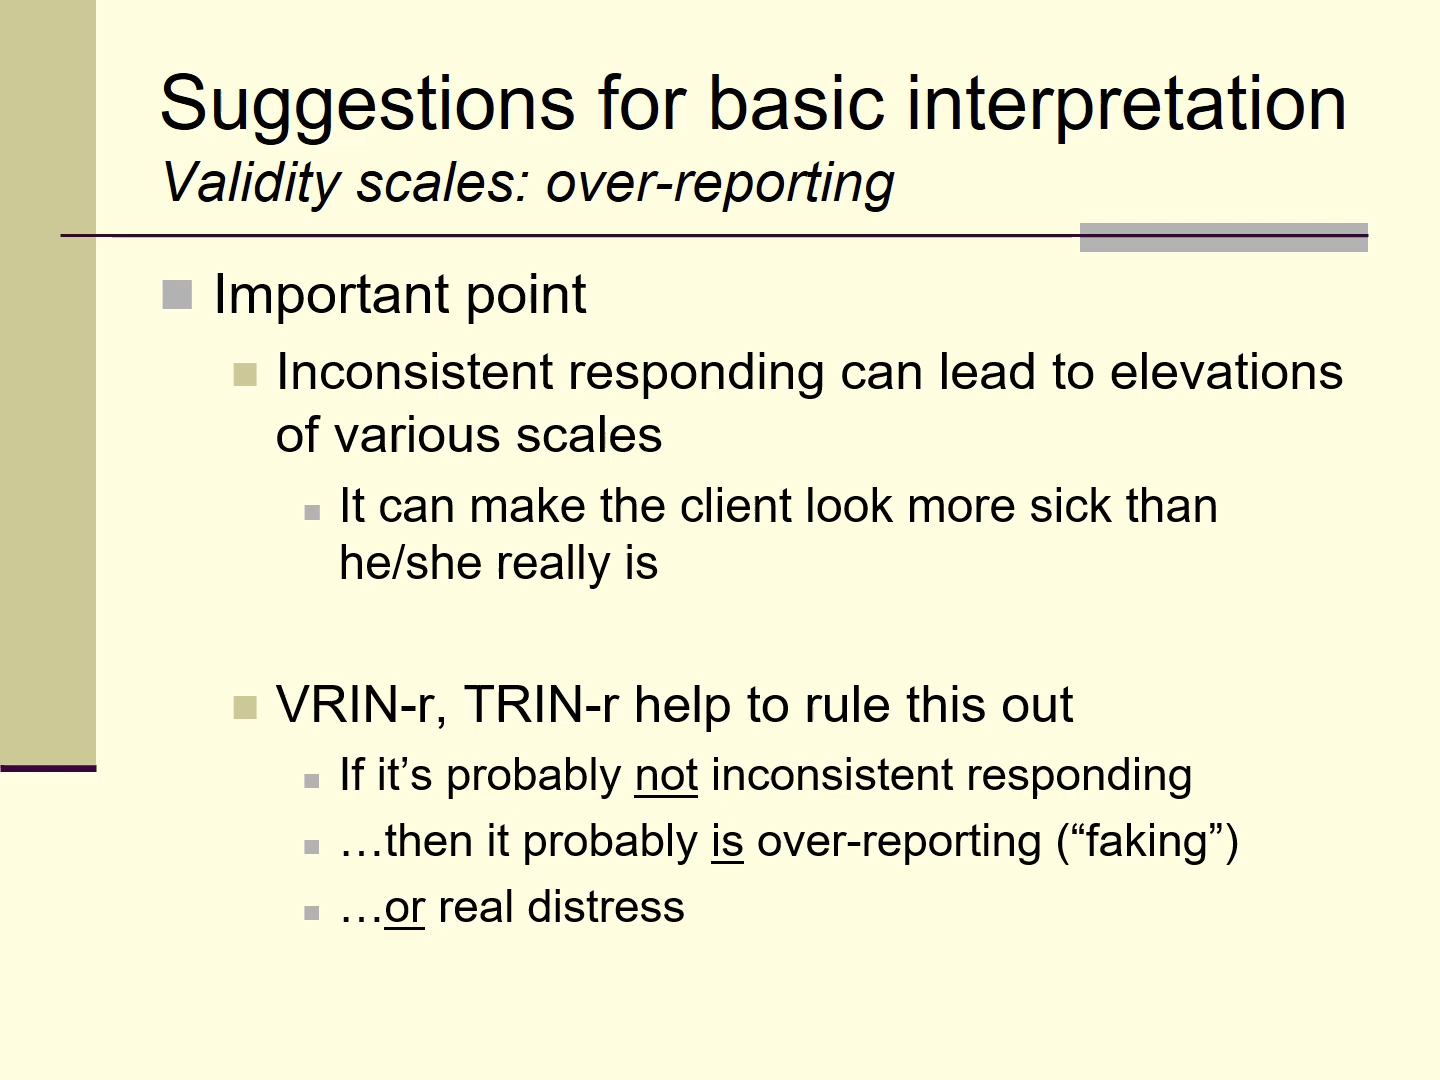 Suggestions for basic interpretation
Validity scales: over-reporting
Important point
Inconsistent responding can lead to elevations
of various scales
It can make the client look more sick than
he/she really is
VRIN-r, TRIN-r help to rule this out
If it’s probably not inconsistent responding
…then it probably is over-reporting (“faking”)
…or real distress